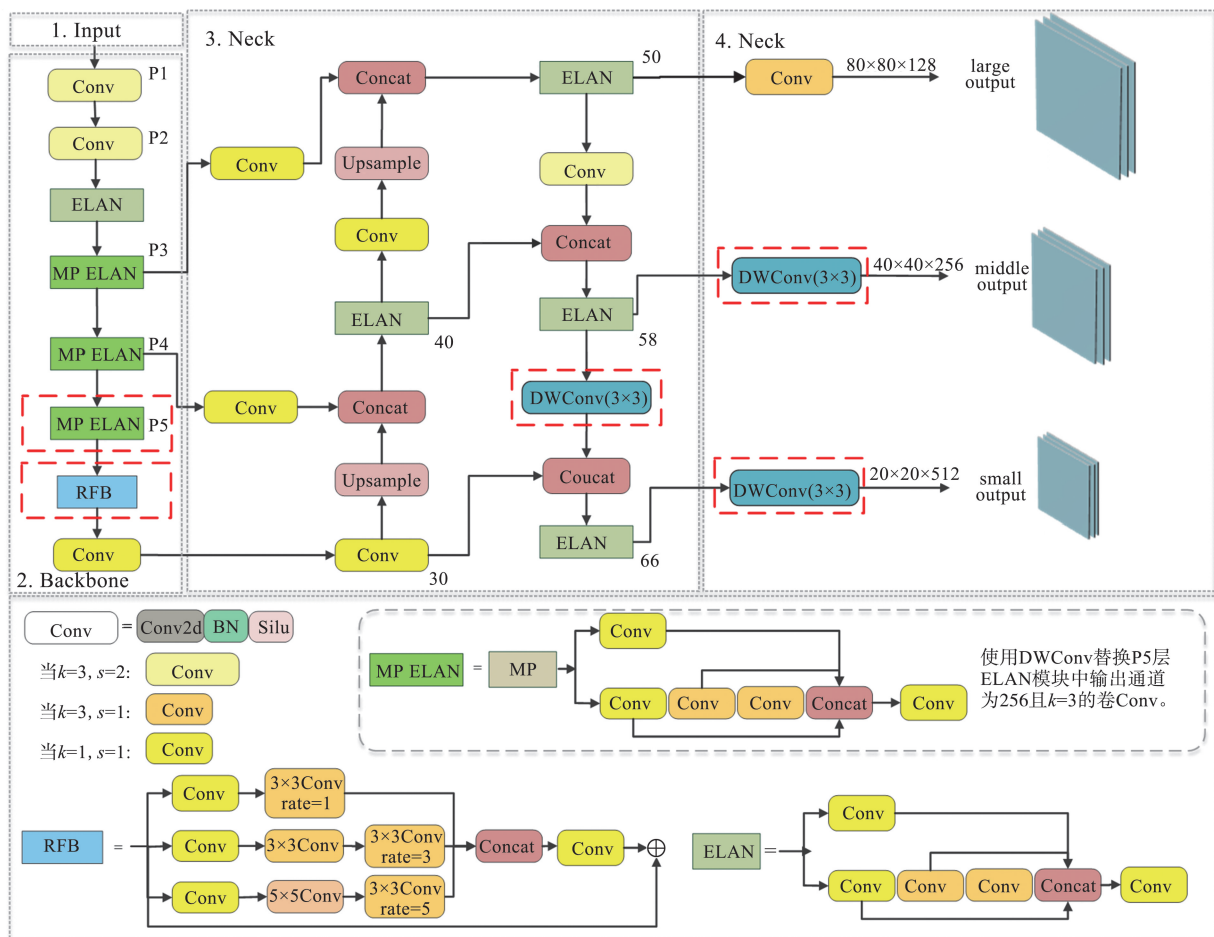 1. Input
P1
Conv
P2
Conv
ELAN
P3
MP ELAN
P4
MP ELAN
MP ELAN
P5
RFB
Conv
2. Backbone
3. Neck
Concat
50
ELAN
Conv
Upsample
Conv
Conv
Concat
ELAN
40
ELAN
58
Conv
Concat
DWConv(3×3)
Upsample
Coucat
Conv
30
ELAN
66
4. Neck
Conv
80×80×128
large
output
DWConv(3×3)
40×40×256
middle
output
DWConv(3×3)
20×20×512
small
output
Conv = Conv2d BN Silu
当k=3, s=2: Conv
当k=3, s=1: Conv
当k=1, s=1: Conv
MP ELAN = MP
Conv
Conv Conv Conv Concat Conv
使用DWConv替换P5层
ELAN模块中输出通道
为256且k=3的卷Conv。
RFB =
Conv 3×3Conv
rate=1
Conv 3×3Conv 3×3Conv
rate=3
Concat Conv ⊕
Conv 5×5Conv 3×3Conv
rate=5
ELAN =
Conv
Conv Conv Conv Concat Conv